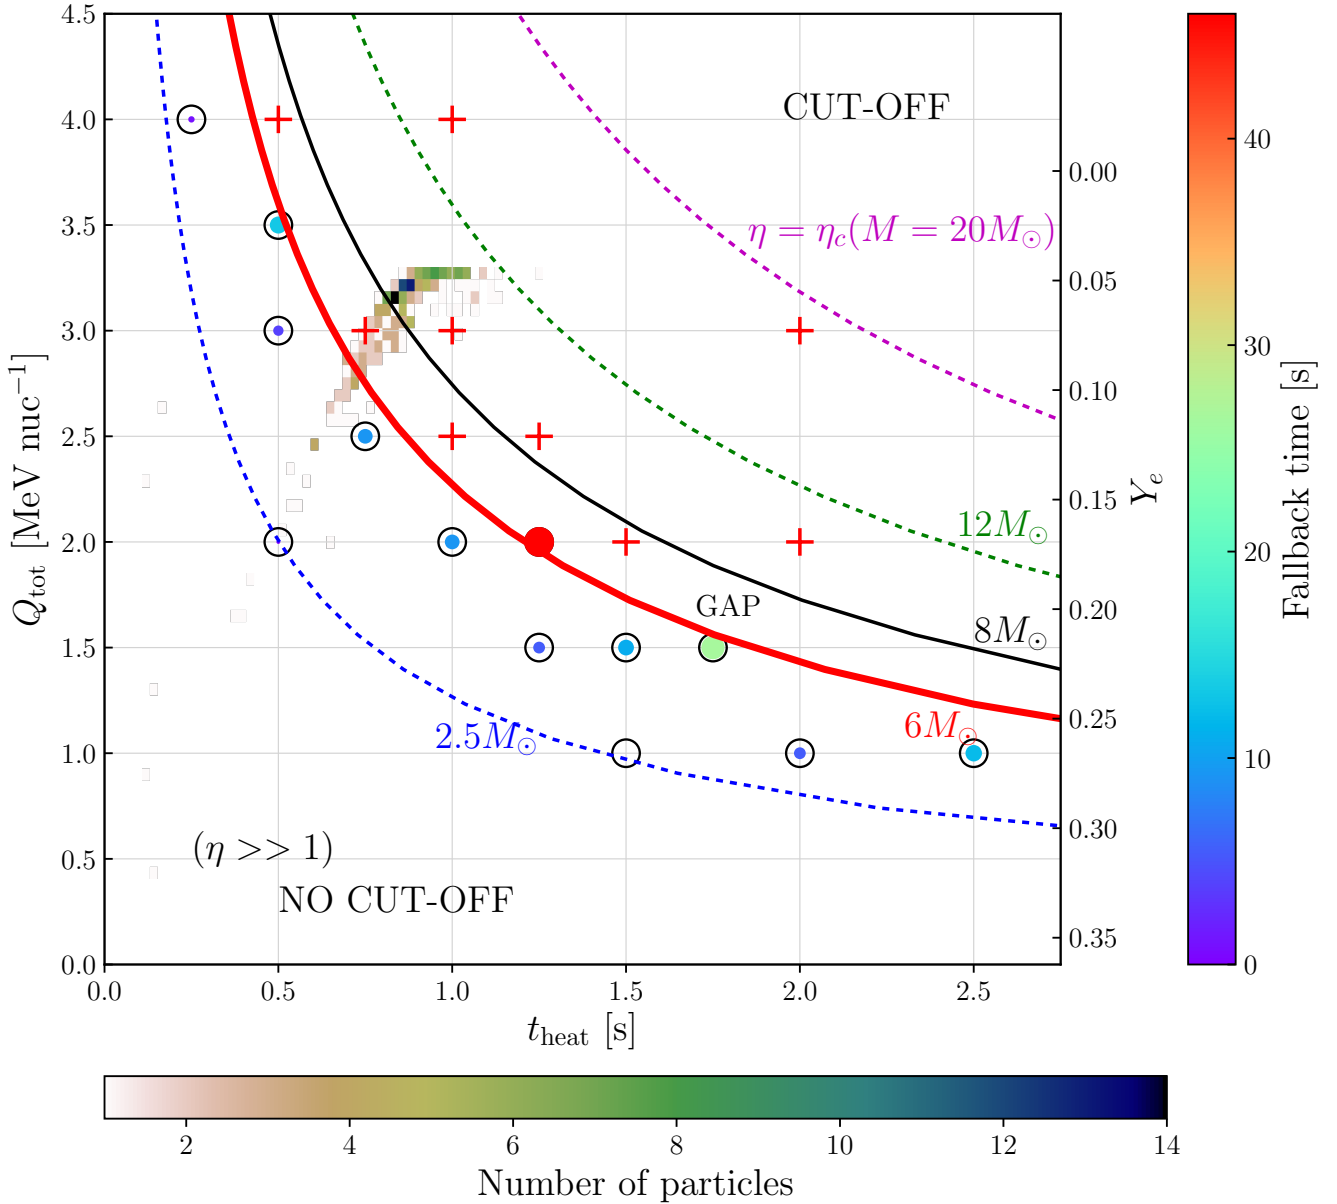 4.5
4.0
3.5
3.0
2.5
2.0
1.5
1.0
0.5
0.0
Q_tot [MeV nuc⁻¹]
CUT-OFF
η = η_c(M = 20M_⊙)
12M_⊙
GAP
8M_⊙
6M_⊙
2.5M_⊙
(η >> 1)
NO CUT-OFF
0.00
0.05
0.10
0.15
0.20
0.25
0.30
0.35
Y_e
0.0 0.5 1.0 1.5 2.0 2.5
t_heat [s]
40
30
20
10
0
Fallback time [s]
2 4 6 8 10 12 14
Number of particles